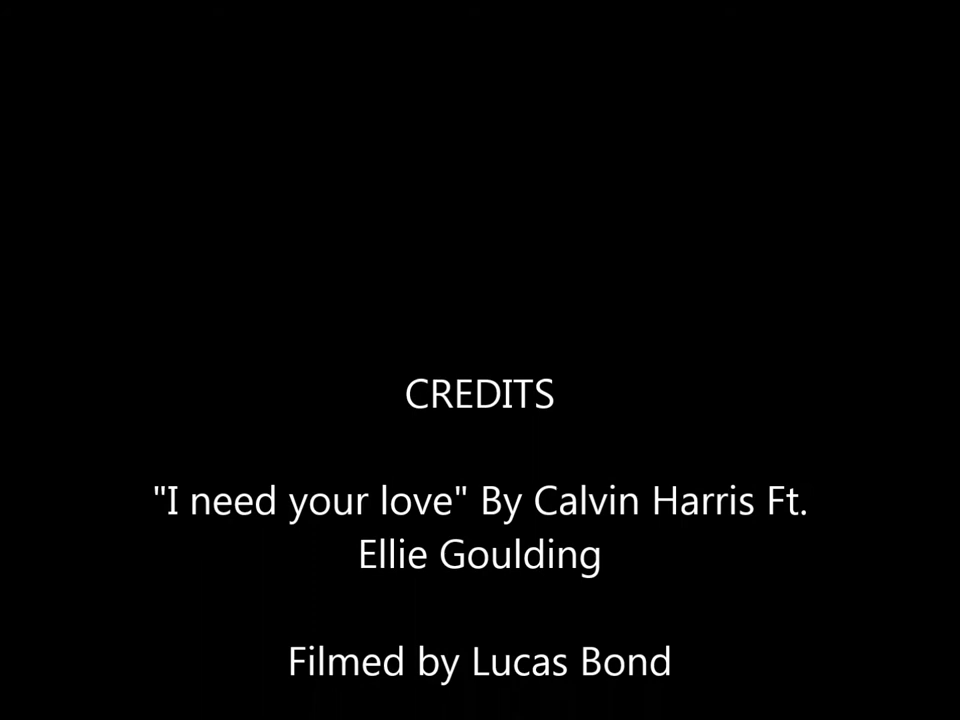 CREDITS
"I need your love" By Calvin Harris Ft.
Ellie Goulding
Filmed by Lucas Bond